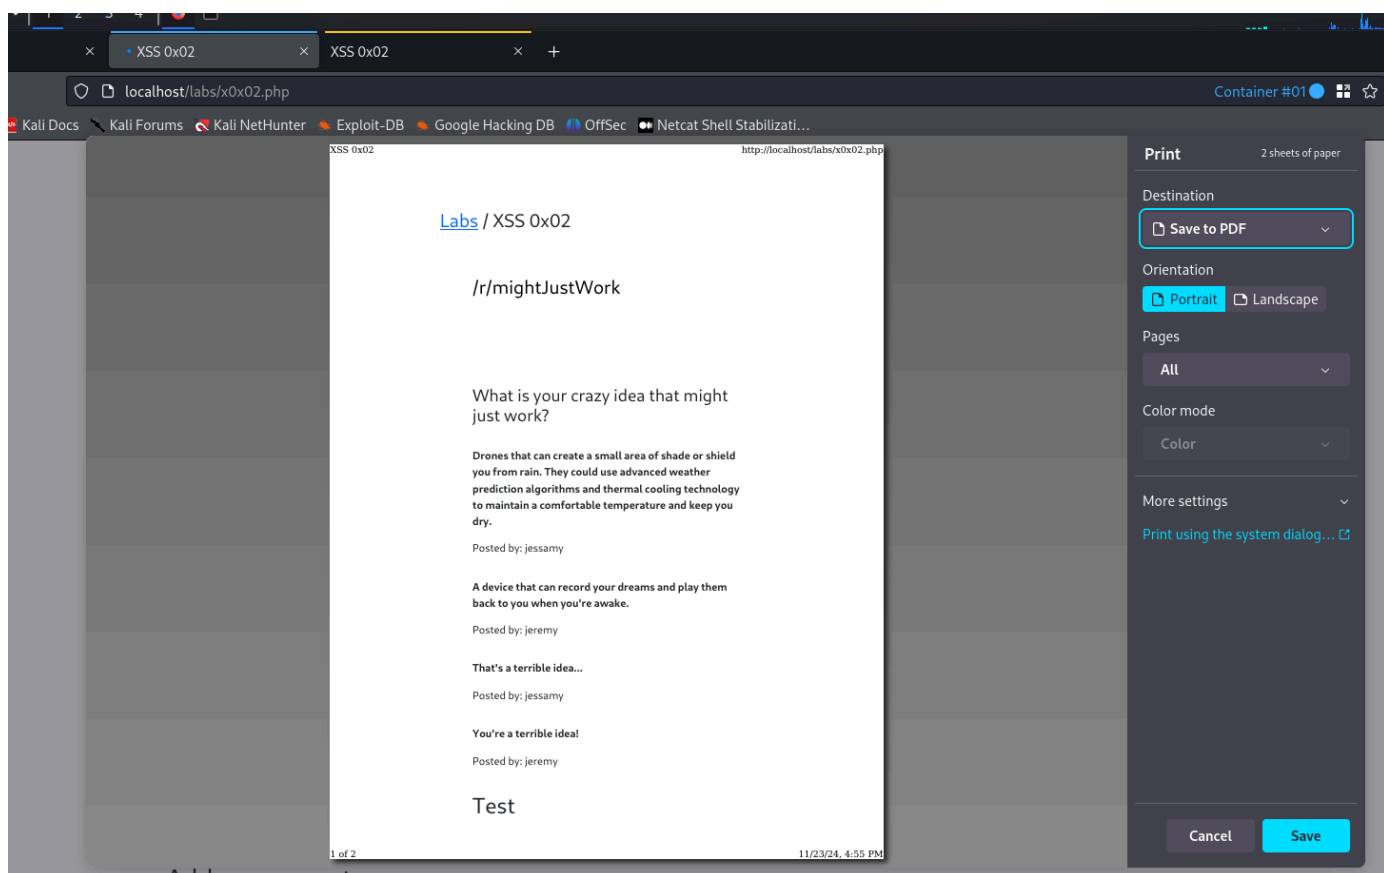 1 2 3 4
XSS 0x02
XSS 0x02
localhost/labs/x0x02.php
Container #01
Kali Docs Kali Forums Kali NetHunter Exploit-DB Google Hacking DB OffSec Netcat Shell Stabilizati…
XSS 0x02 http://localhost/labs/x0x02.php
Labs / XSS 0x02
/r/mightJustWork
What is your crazy idea that might
just work?
Drones that can create a small area of shade or shield
you from rain. They could use advanced weather
prediction algorithms and thermal cooling technology
to maintain a comfortable temperature and keep you
dry.
Posted by: jessamy
A device that can record your dreams and play them
back to you when you're awake.
Posted by: jeremy
That's a terrible idea...
Posted by: jessamy
You're a terrible idea!
Posted by: jeremy
Test
1 of 2 11/23/24, 4:55 PM
Print 2 sheets of paper
Destination
Save to PDF
Orientation
Portrait Landscape
Pages
All
Color mode
Color
More settings
Print using the system dialog…
Cancel Save